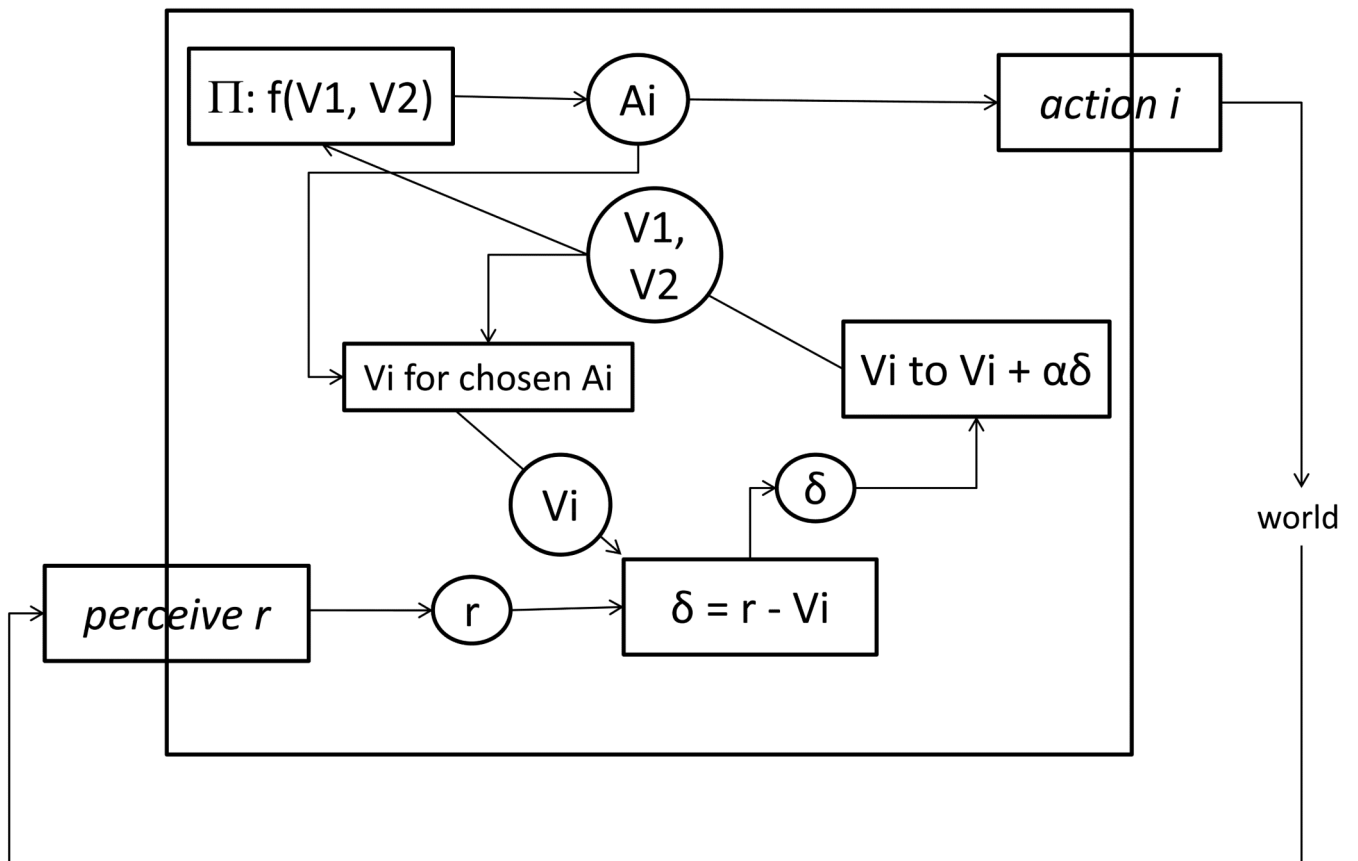 Π: f(V1, V2)
Ai
action i
V1,
V2
Vi for chosen Ai
Vi to Vi + αδ
Vi
δ
world
perceive r
r
δ = r - Vi